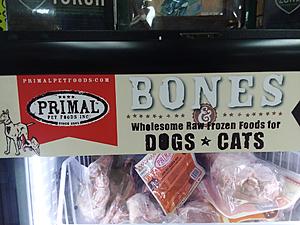 PRIMALPETFOODS.COM
PRIMAL
PET FOODS INC.
BONES
Wholesome Raw Frozen Foods for
DOGS ★ CATS